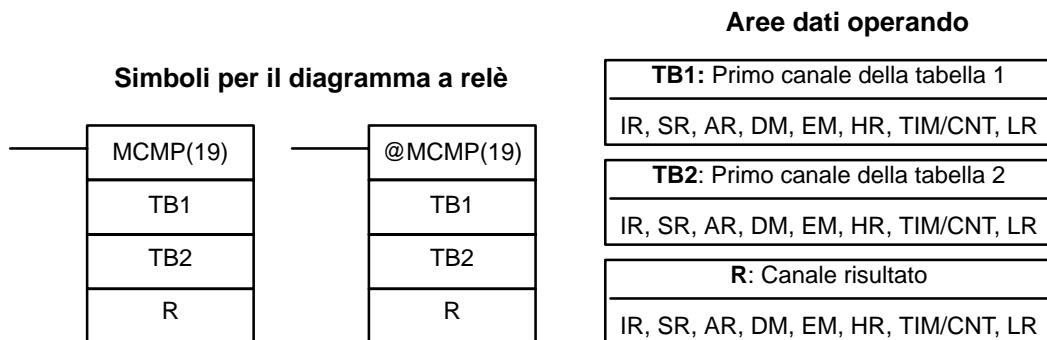 Aree dati operando
Simboli per il diagramma a relè
MCMP(19)
TB1
TB2
R
@MCMP(19)
TB1
TB2
R
TB1: Primo canale della tabella 1
IR, SR, AR, DM, EM, HR, TIM/CNT, LR
TB2: Primo canale della tabella 2
IR, SR, AR, DM, EM, HR, TIM/CNT, LR
R: Canale risultato
IR, SR, AR, DM, EM, HR, TIM/CNT, LR